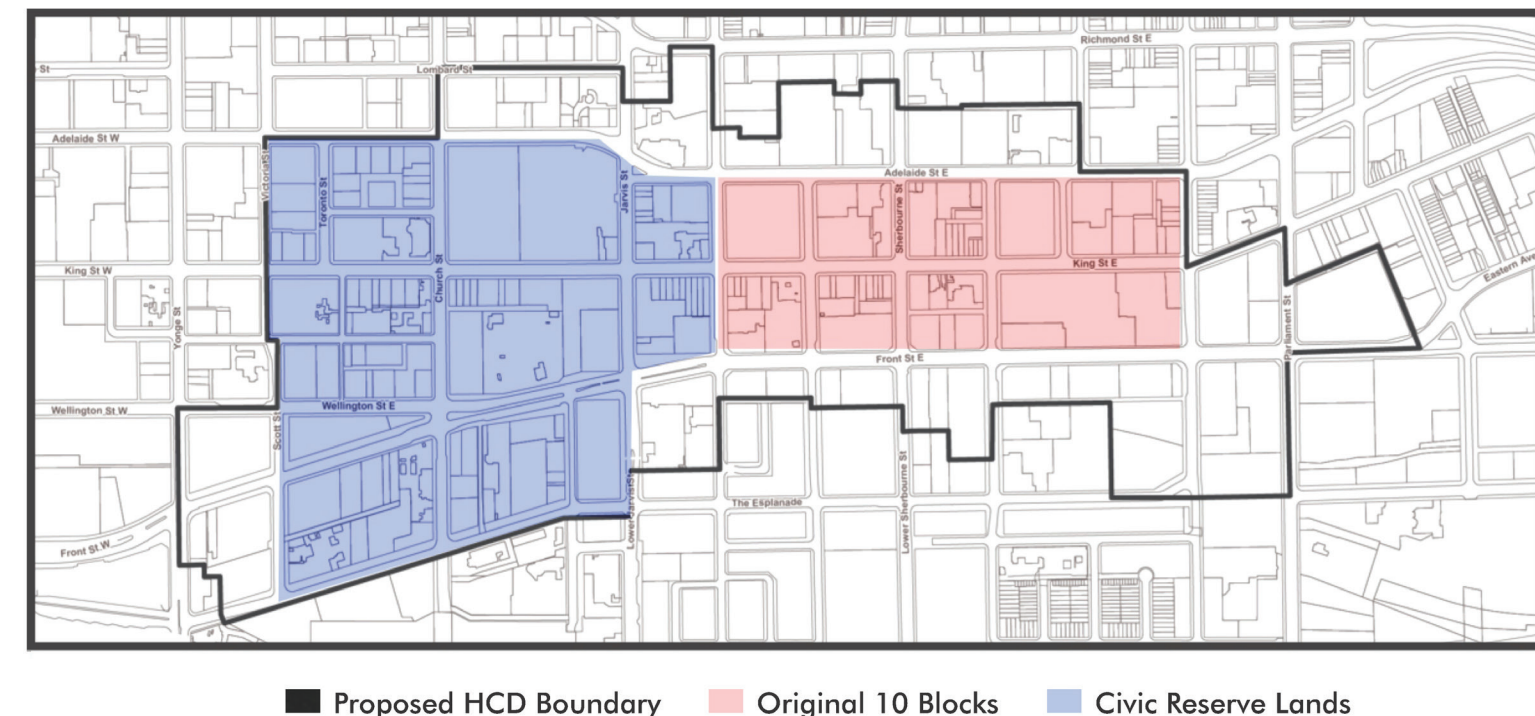 Richmond St E
e St
Lombard St
Adelaide St W
Victoria St
Toronto St
Jarvis St
Adelaide St E
Sherbourne St
Church St
King St W
King St E
Eastern Ave
Yonge St
Parliament St
Front St E
Wellington St W
Wellington St E
Scott St
Lower Jarvis St
The Esplanade
Lower Sherbourne St
Front St W
Proposed HCD Boundary
Original 10 Blocks
Civic Reserve Lands